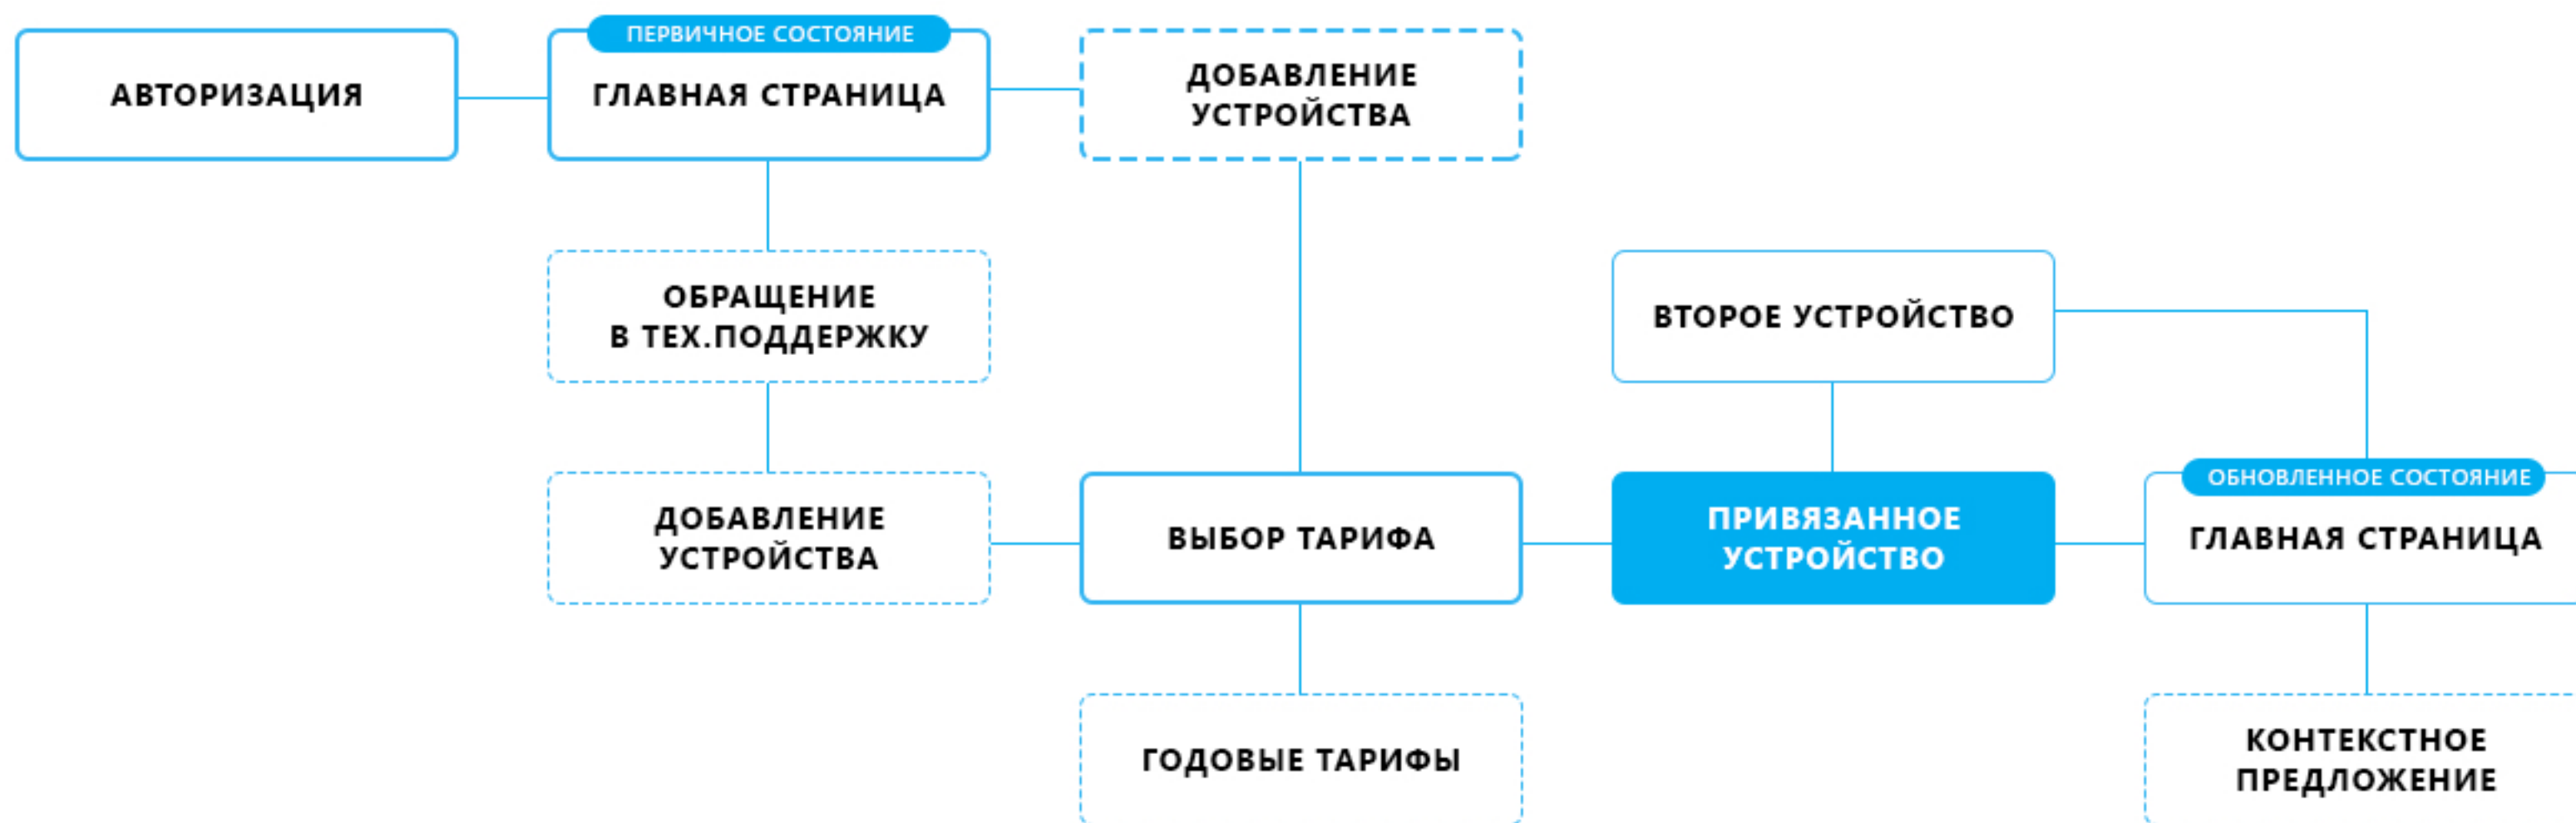 АВТОРИЗАЦИЯ
ПЕРВИЧНОЕ СОСТОЯНИЕ
ГЛАВНАЯ СТРАНИЦА
ДОБАВЛЕНИЕ
УСТРОЙСТВА
ОБРАЩЕНИЕ
В ТЕХ.ПОДДЕРЖКУ
ВТОРОЕ УСТРОЙСТВО
ДОБАВЛЕНИЕ
УСТРОЙСТВА
ВЫБОР ТАРИФА
ПРИВЯЗАННОЕ
УСТРОЙСТВО
ОБНОВЛЕННОЕ СОСТОЯНИЕ
ГЛАВНАЯ СТРАНИЦА
ГОДОВЫЕ ТАРИФЫ
КОНТЕКСТНОЕ
ПРЕДЛОЖЕНИЕ